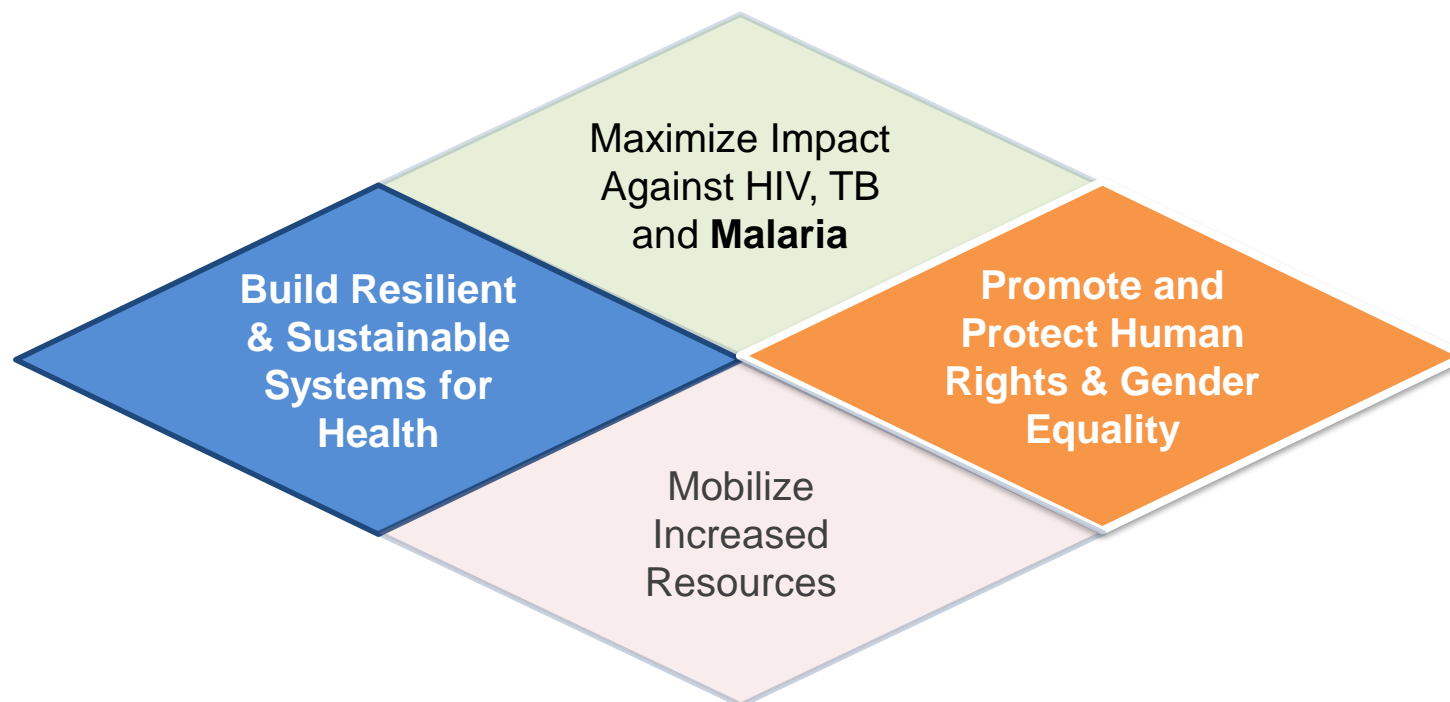 Maximize Impact
Against HIV, TB
and Malaria
Build Resilient
& Sustainable
Systems for
Health
Promote and
Protect Human
Rights & Gender
Equality
Mobilize
Increased
Resources